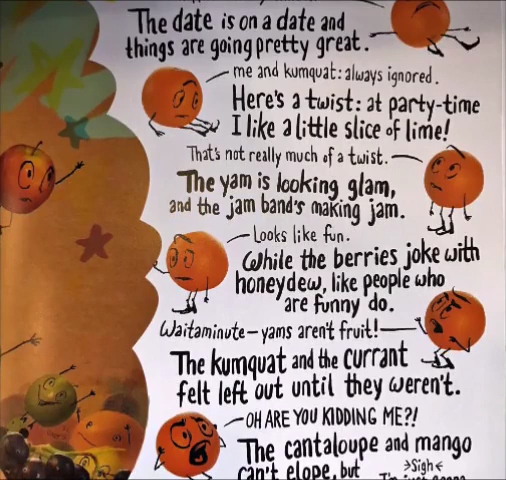 The date is on a date and
things are going pretty great.
me and kumquat: always ignored.
Here's a twist: at party-time
I like a little slice of lime!
That's not really much of a twist.
The yam is looking glam,
and the jam band's making jam.
Looks like fun.
While the berries joke with
honeydew, like people who
are funny do.
Waitaminute—yams aren't fruit!
The kumquat and the currant
felt left out until they weren't.
OH ARE YOU KIDDING ME?!
The cantaloupe and mango
can't elope, but
>Sigh<
I'm just gonna